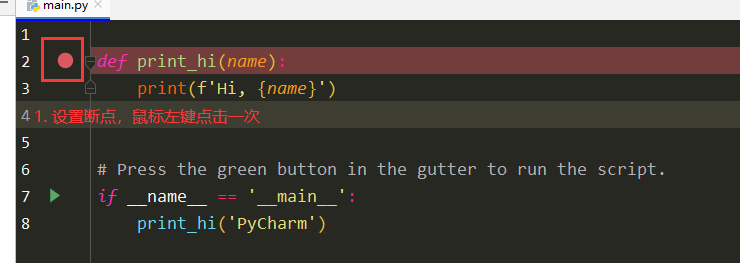 main.py
1
2 def print_hi(name):
3 print(f'Hi, {name}')
4 1. 设置断点，鼠标左键点击一次
5
6 # Press the green button in the gutter to run the script.
7 if __name__ == '__main__':
8 print_hi('PyCharm')